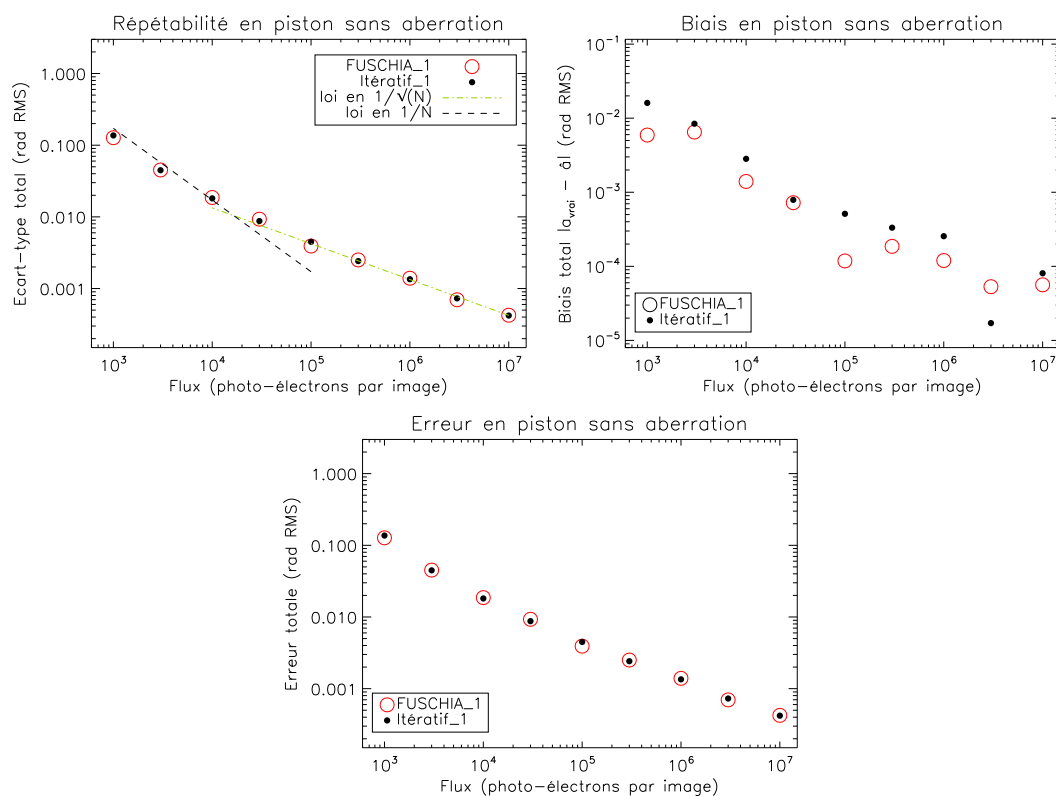 Répétabilité en piston sans aberration
Ecart-type total (rad RMS)
1.000
0.100
0.010
0.001
FUSCHIA_1
Itératif_1
loi en 1/√(N)
loi en 1/N
10³ 10⁴ 10⁵ 10⁶ 10⁷
Flux (photo-électrons par image)
Biais en piston sans aberration
Biais total |a_vrai − â| (rad RMS)
10⁻¹
10⁻²
10⁻³
10⁻⁴
10⁻⁵
FUSCHIA_1
Itératif_1
10³ 10⁴ 10⁵ 10⁶ 10⁷
Flux (photo-électrons par image)
Erreur en piston sans aberration
Erreur totale (rad RMS)
1.000
0.100
0.010
0.001
FUSCHIA_1
Itératif_1
10³ 10⁴ 10⁵ 10⁶ 10⁷
Flux (photo-électrons par image)